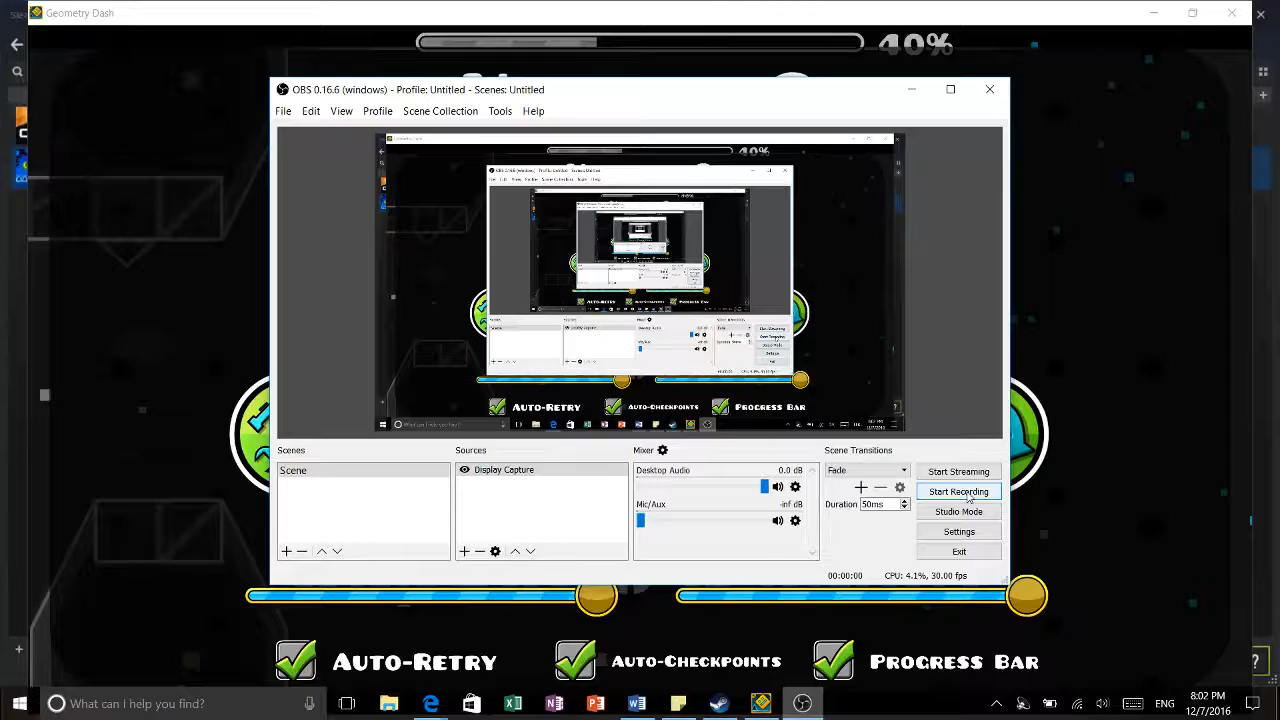 Geometry Dash
40%
OBS 0.16.6 (windows) - Profile: Untitled - Scenes: Untitled
File Edit View Profile Scene Collection Tools Help
40%
AUTO-RETRY AUTO-CHECKPOINTS PROGRESS BAR
Scenes Sources Mixer Scene Transitions
Scene Display Capture Desktop Audio 0.0 dB Fade Start Streaming
Start Recording
Mic/Aux -inf dB Duration 50ms
Studio Mode
Settings
Exit
00:00:00 CPU: 4.1%, 30.00 fps
AUTO-RETRY AUTO-CHECKPOINTS PROGRESS BAR
What can I help you find? ENG 8:02 PM
12/7/2016